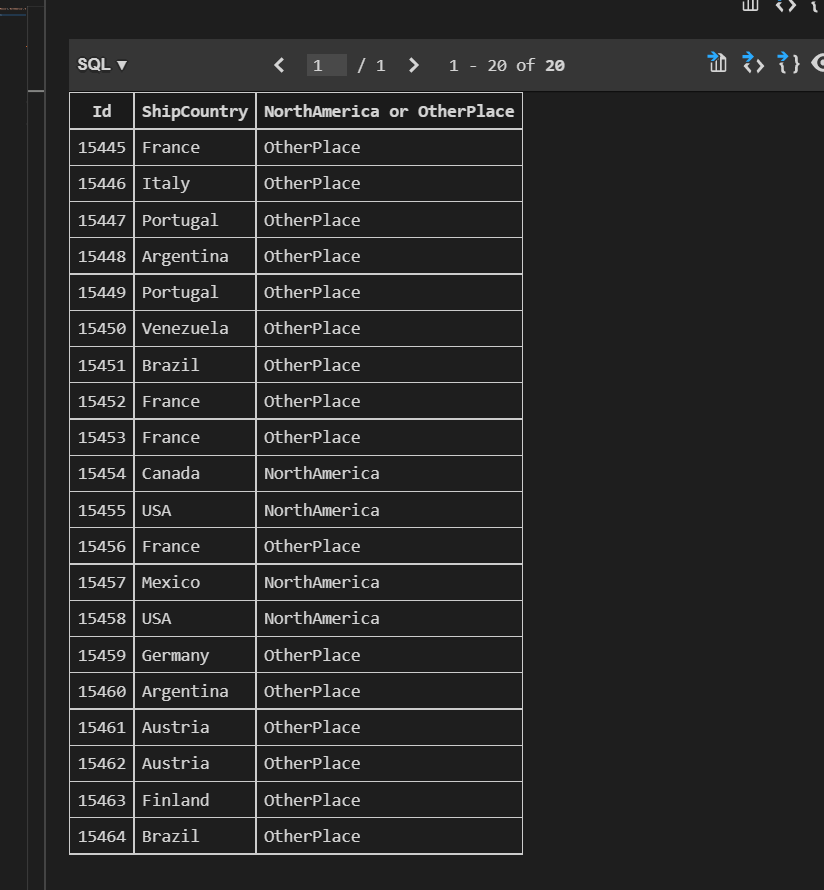 SQL ▼ < 1 / 1 > 1 - 20 of 20
Id ShipCountry NorthAmerica or OtherPlace
15445 France OtherPlace
15446 Italy OtherPlace
15447 Portugal OtherPlace
15448 Argentina OtherPlace
15449 Portugal OtherPlace
15450 Venezuela OtherPlace
15451 Brazil OtherPlace
15452 France OtherPlace
15453 France OtherPlace
15454 Canada NorthAmerica
15455 USA NorthAmerica
15456 France OtherPlace
15457 Mexico NorthAmerica
15458 USA NorthAmerica
15459 Germany OtherPlace
15460 Argentina OtherPlace
15461 Austria OtherPlace
15462 Austria OtherPlace
15463 Finland OtherPlace
15464 Brazil OtherPlace